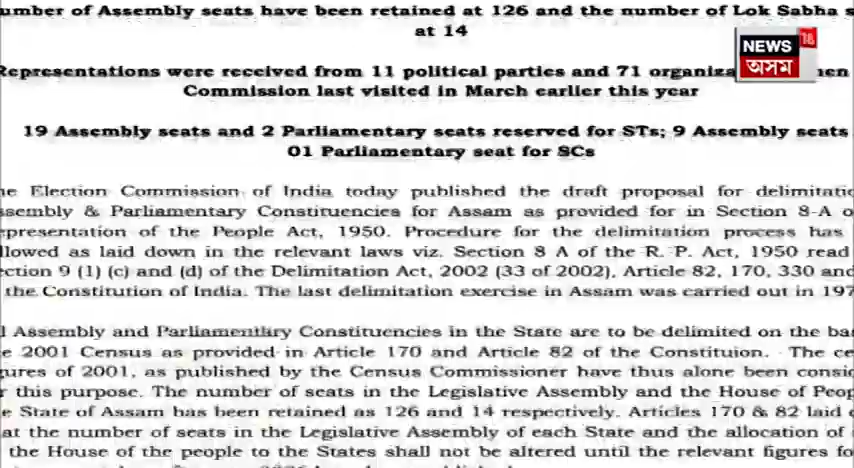 umber of Assembly seats have been retained at 126 and the number of Lok Sabha s
at 14
NEWS 18
অসম
Representations were received from 11 political parties and 71 organiza
Commission last visited in March earlier this year
19 Assembly seats and 2 Parliamentary seats reserved for STs; 9 Assembly seats
01 Parliamentary seat for SCs
he Election Commission of India today published the draft proposal for delimitatio
ssembly & Parliamentary Constituencies for Assam as provided for in Section 8-A o
epresentation of the People Act, 1950. Procedure for the delimitation process has
llowed as laid down in the relevant laws viz. Section 8 A of the R. P. Act, 1950 read
ection 9 (1) (c) and (d) of the Delimitation Act, 2002 (33 of 2002), Article 82, 170, 330 and
the Constitution of India. The last delimitation exercise in Assam was carried out in 197
l Assembly and Parliamentary Constituencies in the State are to be delimited on the ba
e 2001 Census as provided in Article 170 and Article 82 of the Constituion. The ce
gures of 2001, as published by the Census Commissioner have thus alone been consid
r this purpose. The number of seats in the Legislative Assembly and the House of Peop
e State of Assam has been retained as 126 and 14 respectively. Articles 170 & 82 laid
at the number of seats in the Legislative Assembly of each State and the allocation of
the House of the people to the States shall not be altered until the relevant figures fo